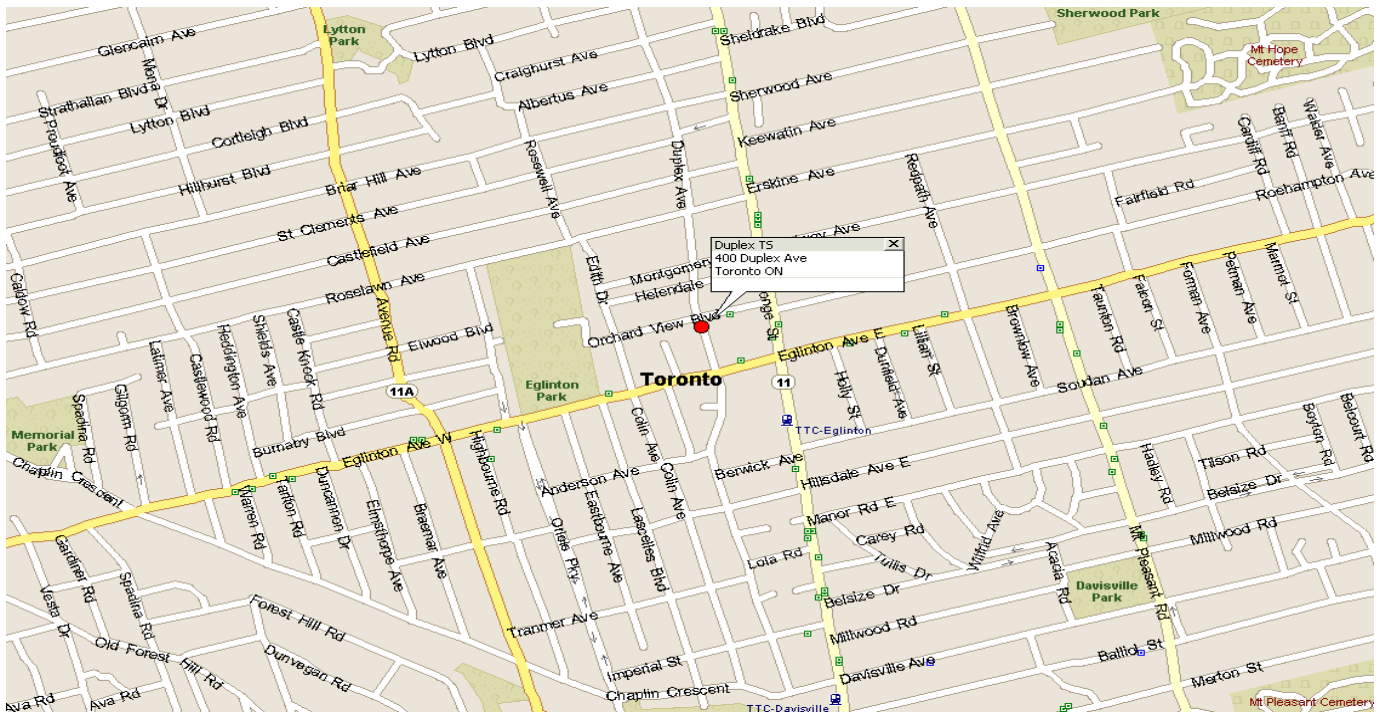 Sherwood Park
Lytton
Park
Glencairn Ave
Lytton Blvd
Sheldrake Blvd
Mt Hope
Cemetery
Mona Dr
Craighurst Ave
Sherwood Ave
Strathallan Blvd
Albertus Ave
Lytton Blvd
Cortleigh Blvd
Keewatin Ave
S Proudfoot Ave
Rosewell Ave
Duplex Ave
Redpath Ave
Cardiff Rd
Banff Rd
Walder Ave
Hillhurst Blvd
Briar Hill Ave
Erskine Ave
Fairfield Rd
Roehampton Ave
St Clements Ave
Castlefield Ave
Duplex TS
400 Duplex Ave
Toronto ON
Edith Dr
Montgomery
Helendale
Marmot St
Petman Ave
Forman Ave
Falcon St
Taunton Rd
Caldow Rd
Roselawn Ave
Avenue Rd
Elwood Blvd
Orchard View Blvd
onge St
Eglinton Ave E
Brownlow Ave
Latimer Ave
Castlewood Rd
Heddington Ave
Shields Ave
Castle Knock Rd
Lillian St
Dunfield Ave
Holly St
Soudan Ave
11A
Eglinton
Park
Toronto
11
Memorial
Park
Spadina Rd
Gilgorm Rd
Burnaby Blvd
Eglinton Ave W
Highbourne Rd
Colin Ave
TTC-Eglinton
Belcourt Rd
Boyton Rd
Chaplin Crescent
Anderson Ave
Colin Ave
Berwick Ave
Hillsdale Ave E
Hadley Rd
Tilson Rd
Belsize Dr
Warren Rd
Tarlton Rd
Duncannon Dr
Elmsthorpe Ave
Braemar Ave
Oriole Pky
Eastbourne Ave
Lascelles Blvd
Manor Rd E
Carey Rd
Wilfrid Ave
Millwood Rd
Gardiner Rd
Spadina Rd
Vesta Dr
Lola Rd
Tullis Dr
Acacia Rd
Mt Pleasant Rd
Forest Hill Rd
Tranmer Ave
Belsize Dr
Davisville
Park
Old Forest Hill Rd
Dunvegan Rd
Millwood Rd
Imperial St
Davisville Ave
Balliol St
Merton St
Ava Rd
Ava Rd
Chaplin Crescent
TTC-Davisville
Mt Pleasant Cemetery